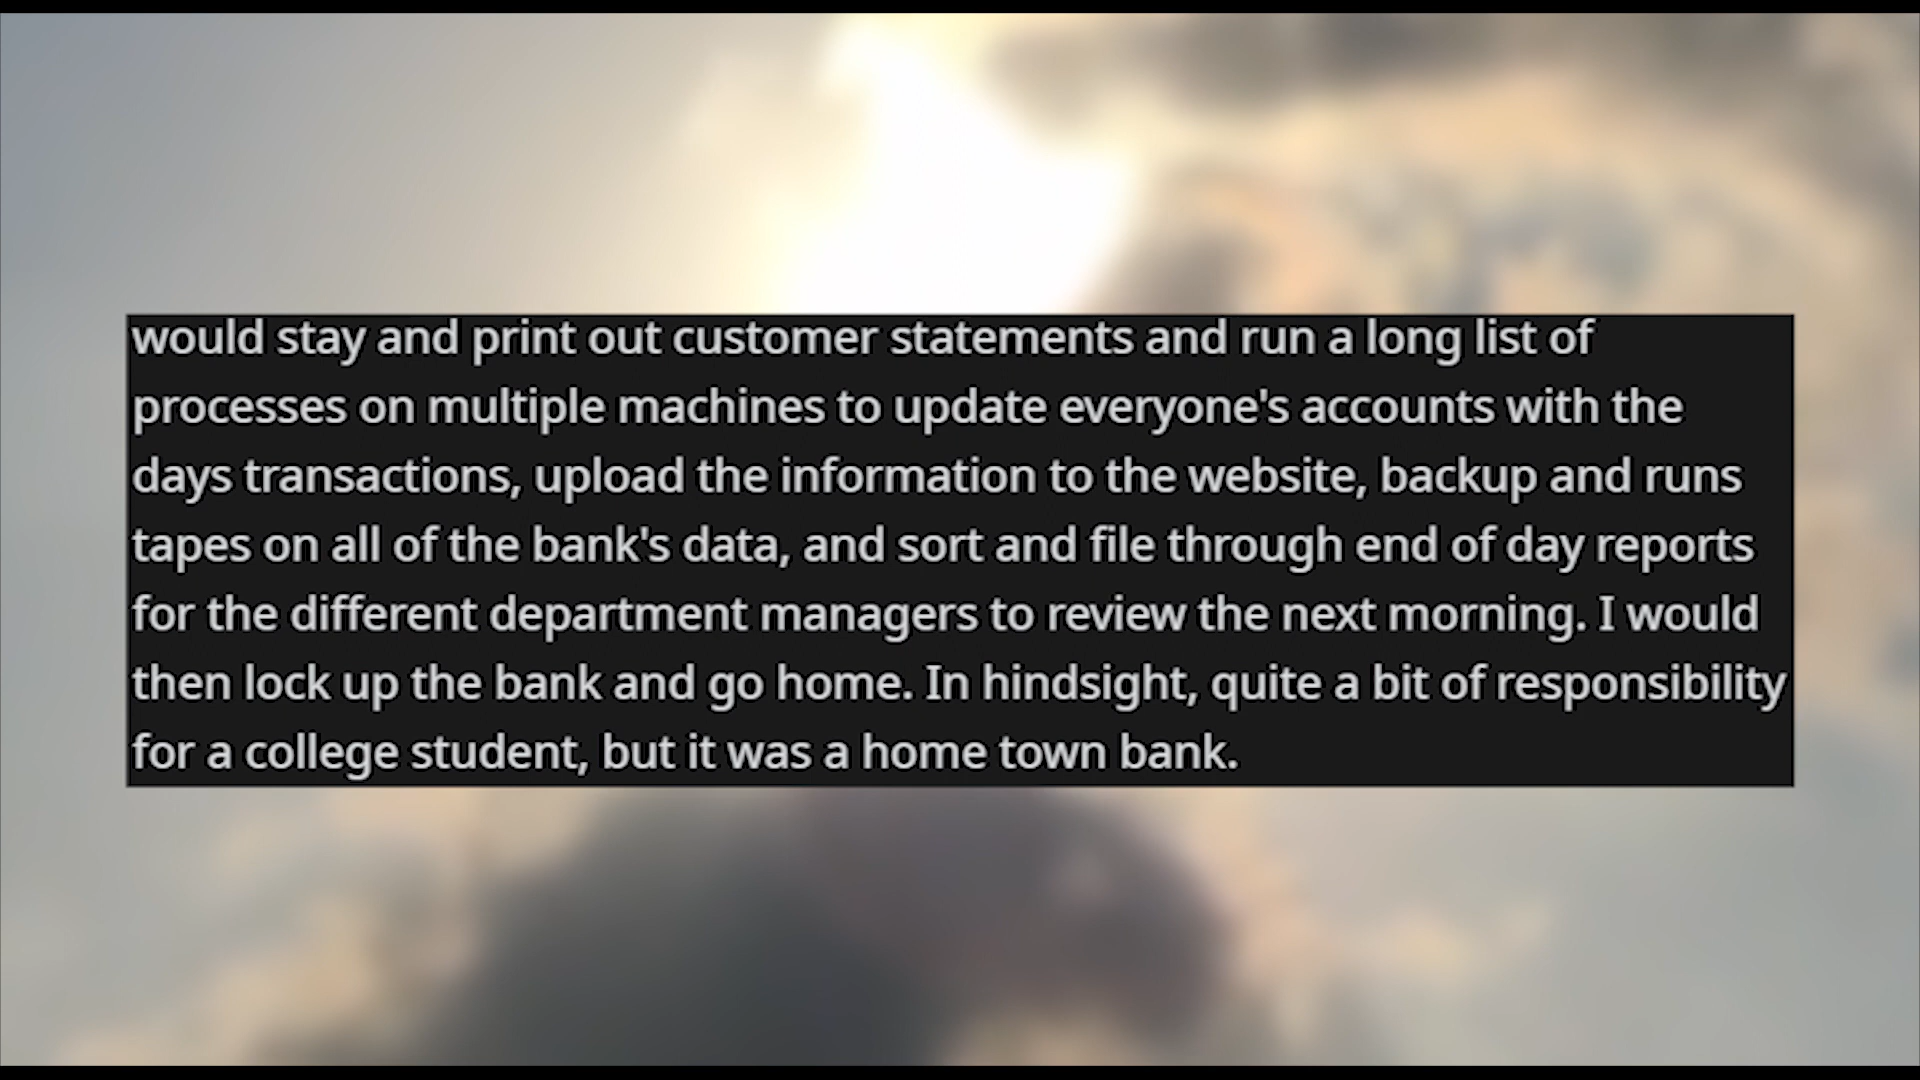 would stay and print out customer statements and run a long list of
processes on multiple machines to update everyone's accounts with the
days transactions, upload the information to the website, backup and runs
tapes on all of the bank's data, and sort and file through end of day reports
for the different department managers to review the next morning. I would
then lock up the bank and go home. In hindsight, quite a bit of responsibility
for a college student, but it was a home town bank.